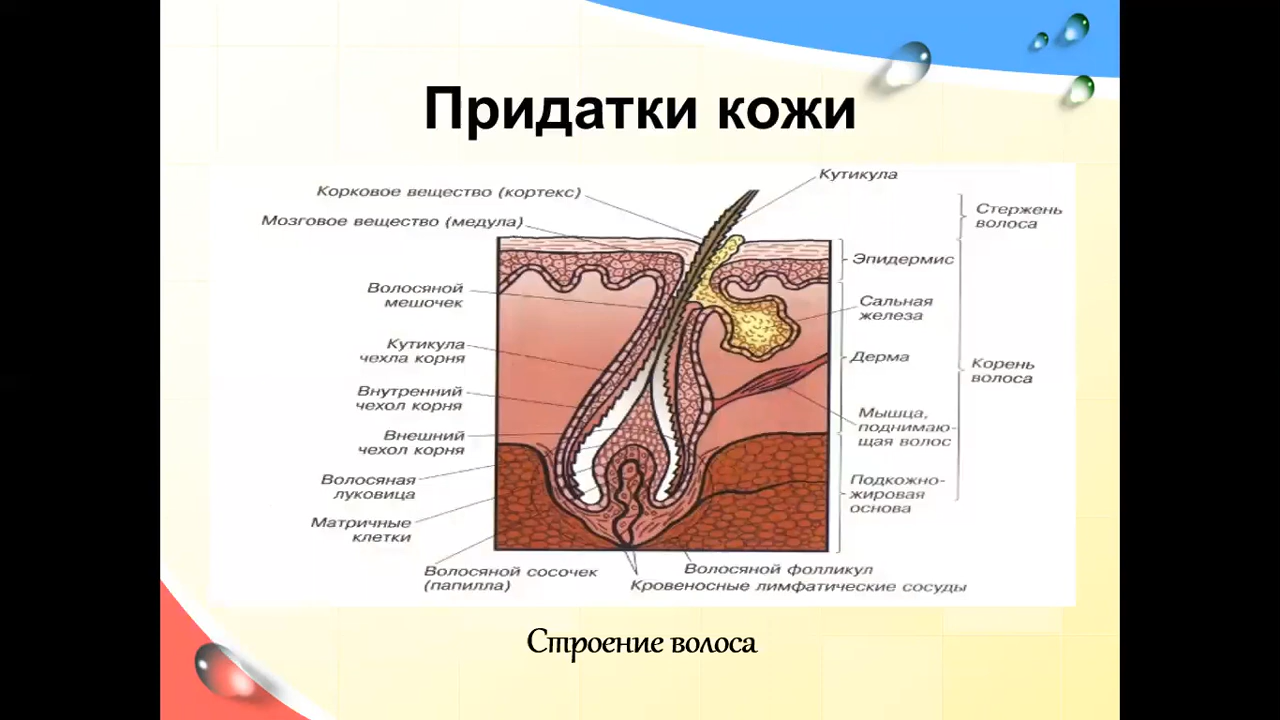 Придатки кожи
Кутикула
Корковое вещество (кортекс)
Мозговое вещество (медула)
Стержень
волоса
Эпидермис
Волосяной
мешочек
Сальная
железа
Кутикула
чехла корня
Дерма
Корень
волоса
Внутренний
чехол корня
Мышца,
поднимаю-
щая волос
Внешний
чехол корня
Волосяная
луковица
Подкожно-
жировая
основа
Матричные
клетки
Волосяной сосочек
(папилла)
Волосяной фолликул
Кровеносные лимфатические сосуды
Строение волоса